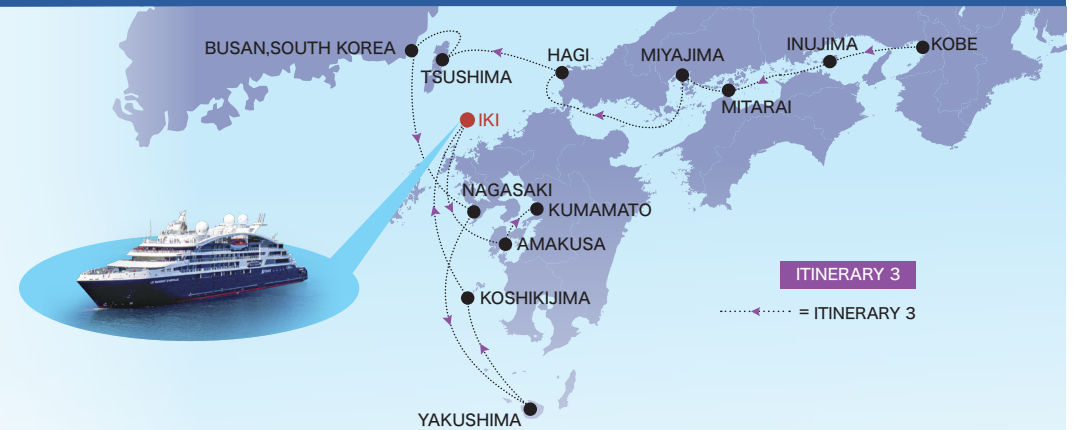 BUSAN,SOUTH KOREA
TSUSHIMA
HAGI
MIYAJIMA
INUJIMA
KOBE
MITARAI
IKI
NAGASAKI
KUMAMATO
AMAKUSA
KOSHIKIJIMA
YAKUSHIMA
ITINERARY 3
= ITINERARY 3